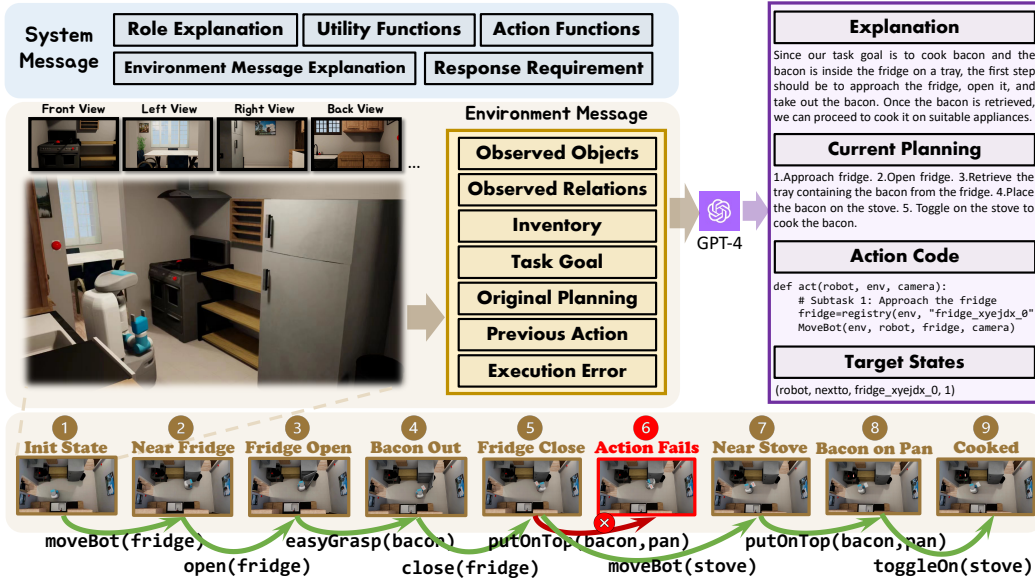 System
Message
Role Explanation
Utility Functions
Action Functions
Environment Message Explanation
Response Requirement
Front View
Left View
Right View
Back View
...
Environment Message
Observed Objects
Observed Relations
Inventory
Task Goal
Original Planning
Previous Action
Execution Error
GPT-4
Explanation
Since our task goal is to cook bacon and the
bacon is inside the fridge on a tray, the first step
should be to approach the fridge, open it, and
take out the bacon. Once the bacon is retrieved,
we can proceed to cook it on suitable appliances.
Current Planning
1.Approach fridge. 2.Open fridge. 3.Retrieve the
tray containing the bacon from the fridge. 4.Place
the bacon on the stove. 5. Toggle on the stove to
cook the bacon.
Action Code
def act(robot, env, camera):
# Subtask 1: Approach the fridge
fridge=registry(env, "fridge_xyejdx_0"
MoveBot(env, robot, fridge, camera)
Target States
(robot, nextto, fridge_xyejdx_0, 1)
1
Init State
2
Near Fridge
3
Fridge Open
4
Bacon Out
5
Fridge Close
6
Action Fails
7
Near Stove
8
Bacon on Pan
9
Cooked
moveBot(fridge)
open(fridge)
easyGrasp(bacon)
close(fridge)
putOnTop(bacon,pan)
moveBot(stove)
putOnTop(bacon,pan)
toggleOn(stove)